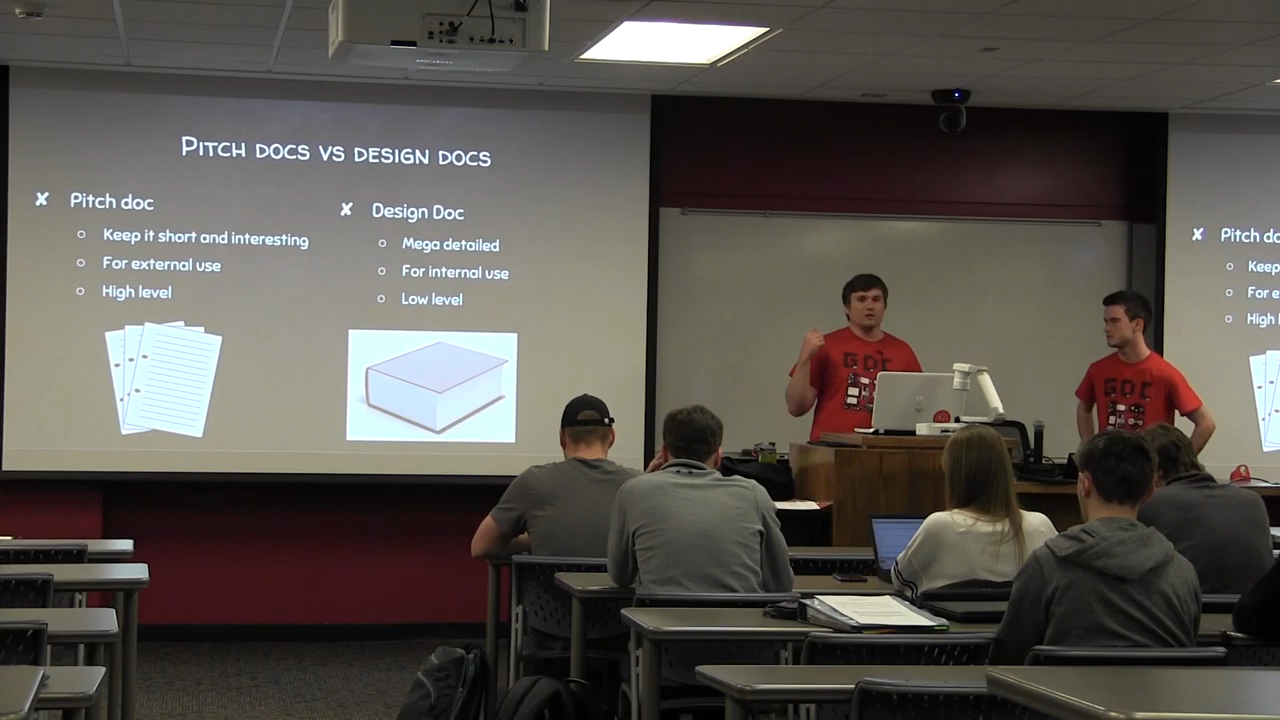 Pitch docs vs design docs
✘ Pitch doc
○ Keep it short and interesting
○ For external use
○ High level
✘ Design Doc
○ Mega detailed
○ For internal use
○ Low level
GDC
GDC
✘ Pitch do
○ Keep
○ For e
○ High l